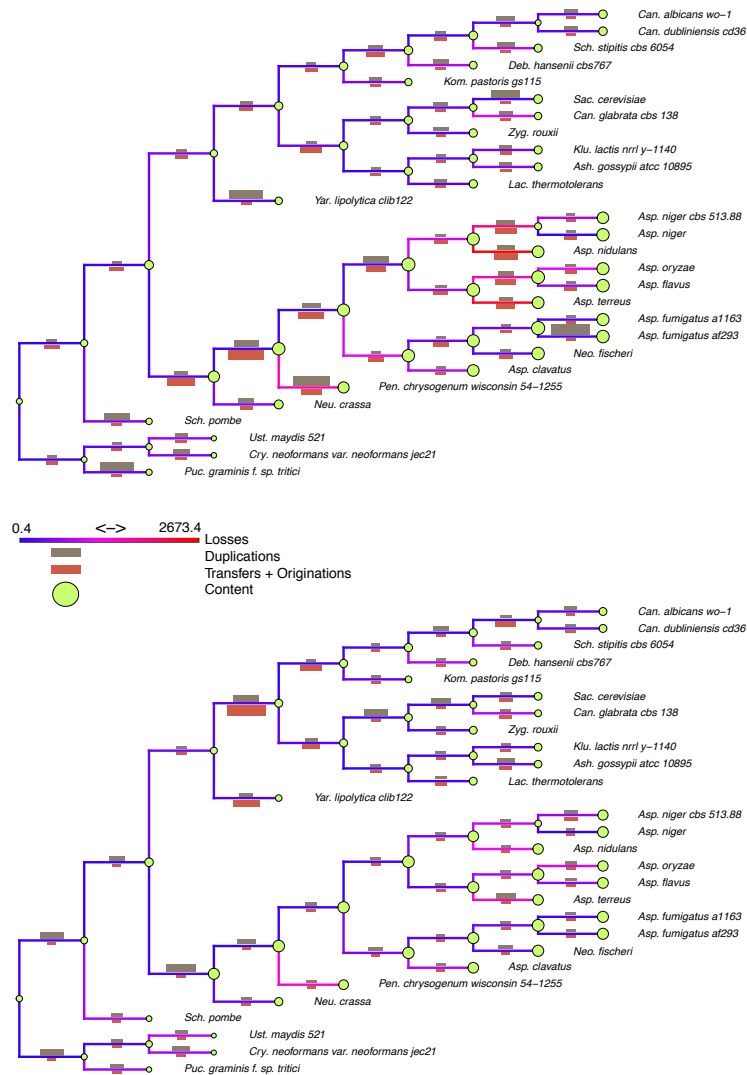 Can. albicans wo−1
Can. dubliniensis cd36
Sch. stipitis cbs 6054
Deb. hansenii cbs767
Kom. pastoris gs115
Sac. cerevisiae
Can. glabrata cbs 138
Zyg. rouxii
Klu. lactis nrrl y−1140
Ash. gossypii atcc 10895
Lac. thermotolerans
Yar. lipolytica clib122
Asp. niger cbs 513.88
Asp. niger
Asp. nidulans
Asp. oryzae
Asp. flavus
Asp. terreus
Asp. fumigatus a1163
Asp. fumigatus af293
Neo. fischeri
Asp. clavatus
Pen. chrysogenum wisconsin 54−1255
Neu. crassa
Sch. pombe
Ust. maydis 521
Cry. neoformans var. neoformans jec21
Puc. graminis f. sp. tritici
0.4 <−> 2673.4
Losses
Duplications
Transfers + Originations
Content
Can. albicans wo−1
Can. dubliniensis cd36
Sch. stipitis cbs 6054
Deb. hansenii cbs767
Kom. pastoris gs115
Sac. cerevisiae
Can. glabrata cbs 138
Zyg. rouxii
Klu. lactis nrrl y−1140
Ash. gossypii atcc 10895
Lac. thermotolerans
Yar. lipolytica clib122
Asp. niger cbs 513.88
Asp. niger
Asp. nidulans
Asp. oryzae
Asp. flavus
Asp. terreus
Asp. fumigatus a1163
Asp. fumigatus af293
Neo. fischeri
Asp. clavatus
Pen. chrysogenum wisconsin 54−1255
Neu. crassa
Sch. pombe
Ust. maydis 521
Cry. neoformans var. neoformans jec21
Puc. graminis f. sp. tritici